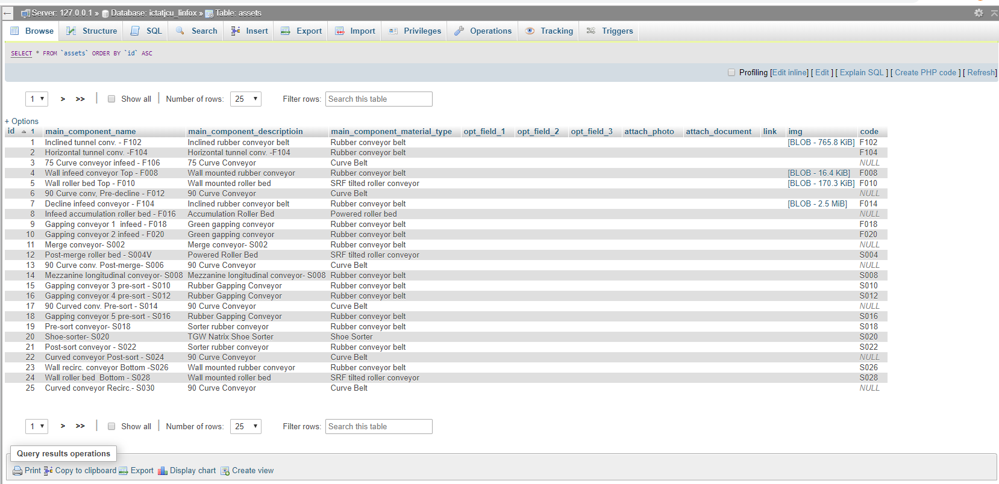 ← Server: 127.0.0.1 » Database: ictatjcu_linfox » Table: assets
Browse Structure SQL Search Insert Export Import Privileges Operations Tracking Triggers
SELECT * FROM `assets` ORDER BY `id` ASC
Profiling [Edit inline] [ Edit ] [ Explain SQL ] [ Create PHP code ] [ Refresh]
1 ▼ > >> Show all Number of rows: 25 ▼ Filter rows: Search this table
+ Options
id 1 main_component_name main_component_descriptioin main_component_material_type opt_field_1 opt_field_2 opt_field_3 attach_photo attach_document link img code
1 Inclined tunnel conv. - F102 Inclined rubber conveyor belt Rubber conveyor belt [BLOB - 765.8 KiB] F102
2 Horizontal tunnel conv. -F104 Horizontal tunnel conv. -F104 Rubber conveyor belt F104
3 75 Curve conveyor infeed - F106 75 Curve Conveyor Curve Belt NULL
4 Wall infeed conveyor Top - F008 Wall mounted rubber conveyor Rubber conveyor belt [BLOB - 16.4 KiB] F008
5 Wall roller bed Top - F010 Wall mounted roller bed SRF tilted roller conveyor [BLOB - 170.3 KiB] F010
6 90 Curve conv, Pre-decline - F012 90 Curve Conveyor Curve Belt NULL
7 Decline infeed conveyor - F104 Inclined rubber conveyor belt Rubber conveyor belt [BLOB - 2.5 MiB] F014
8 Infeed accumulation roller bed - F016 Accumulation Roller Bed Powered roller bed NULL
9 Gapping conveyor 1  infeed - F018 Green gapping conveyor Rubber conveyor belt F018
10 Gapping conveyor 2 infeed - F020 Green gapping conveyor Rubber conveyor belt F020
11 Merge conveyor- S002 Merge conveyor- S002 Rubber conveyor belt NULL
12 Post-merge roller bed - S004V Powered Roller Bed SRF tilted roller conveyor S004
13 90 Curve conv. Post-merge- S006 90 Curve Conveyor Curve Belt NULL
14 Mezzanine longitudinal conveyor- S008 Mezzanine longitudinal conveyor- S008 Rubber conveyor belt S008
15 Gapping conveyor 3 pre-sort - S010 Rubber Gapping Conveyor Rubber conveyor belt S010
16 Gapping conveyor 4 pre-sort - S012 Rubber Gapping Conveyor Rubber conveyor belt S012
17 90 Curved conv. Pre-sort - S014 90 Curve Conveyor Curve Belt NULL
18 Gapping conveyor 5 pre-sort - S016 Rubber Gapping Conveyor Rubber conveyor belt S016
19 Pre-sort conveyor- S018 Sorter rubber conveyor Rubber conveyor belt S018
20 Shoe-sorter- S020 TGW Natrix Shoe Sorter Shoe Sorter S020
21 Post-sort conveyor - S022 Sorter rubber conveyor Rubber conveyor belt S022
22 Curved conveyor Post-sort - S024 90 Curve Conveyor Curve Belt NULL
23 Wall recirc. conveyor Bottom -S026 Wall mounted rubber conveyor Rubber conveyor belt S026
24 Wall roller bed  Bottom - S028 Wall mounted roller bed SRF tilted roller conveyor S028
25 Curved conveyor Recirc.- S030 90 Curve Conveyor Curve Belt NULL
1 ▼ > >> Show all Number of rows: 25 ▼ Filter rows: Search this table
Query results operations
Print Copy to clipboard Export Display chart Create view